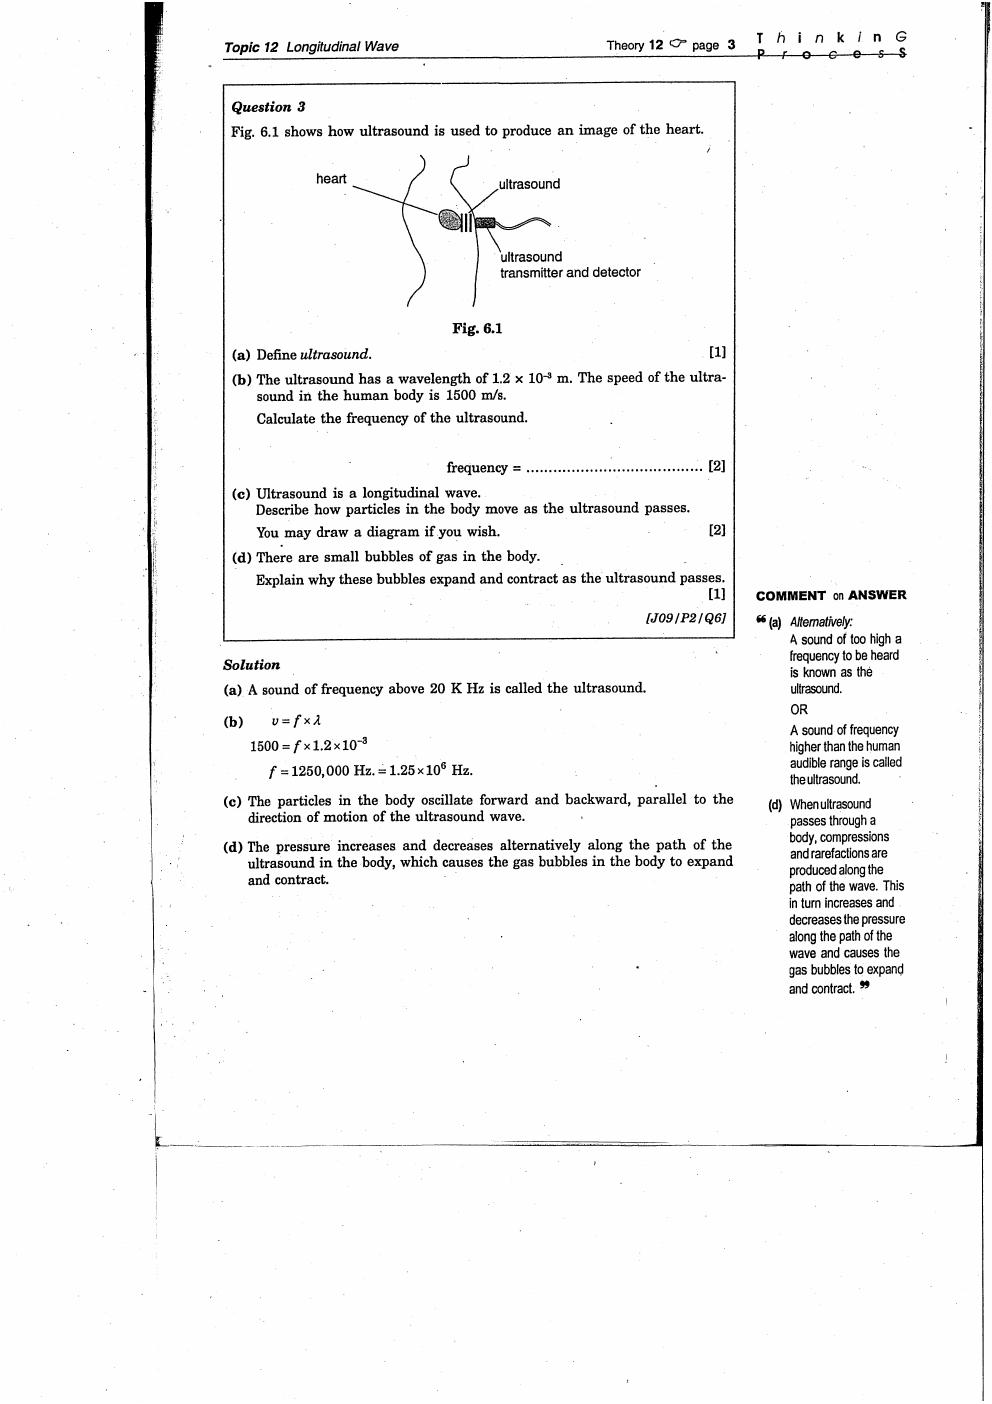 Topic 12 Longitudinal Wave
Theory 12 ☞ page 3
T h i n k i n G
P r o c e s S
Question 3
Fig. 6.1 shows how ultrasound is used to produce an image of the heart.
heart
ultrasound
ultrasound
transmitter and detector
Fig. 6.1
(a) Define ultrasound. [1]
(b) The ultrasound has a wavelength of 1.2 × 10⁻³ m. The speed of the ultra-
sound in the human body is 1500 m/s.
Calculate the frequency of the ultrasound.
frequency = ....................................... [2]
(c) Ultrasound is a longitudinal wave.
Describe how particles in the body move as the ultrasound passes.
You may draw a diagram if you wish. [2]
(d) There are small bubbles of gas in the body.
Explain why these bubbles expand and contract as the ultrasound passes.
[1]
[J09/P2/Q6]
Solution
(a) A sound of frequency above 20 K Hz is called the ultrasound.
(b) v = f × λ
1500 = f × 1.2 × 10⁻³
f = 1250,000 Hz. = 1.25 × 10⁶ Hz.
(c) The particles in the body oscillate forward and backward, parallel to the
direction of motion of the ultrasound wave.
(d) The pressure increases and decreases alternatively along the path of the
ultrasound in the body, which causes the gas bubbles in the body to expand
and contract.
COMMENT on ANSWER
“ (a) Alternatively:
A sound of too high a
frequency to be heard
is known as the
ultrasound.
OR
A sound of frequency
higher than the human
audible range is called
the ultrasound.
(d) When ultrasound
passes through a
body, compressions
and rarefactions are
produced along the
path of the wave. This
in turn increases and
decreases the pressure
along the path of the
wave and causes the
gas bubbles to expand
and contract. ”